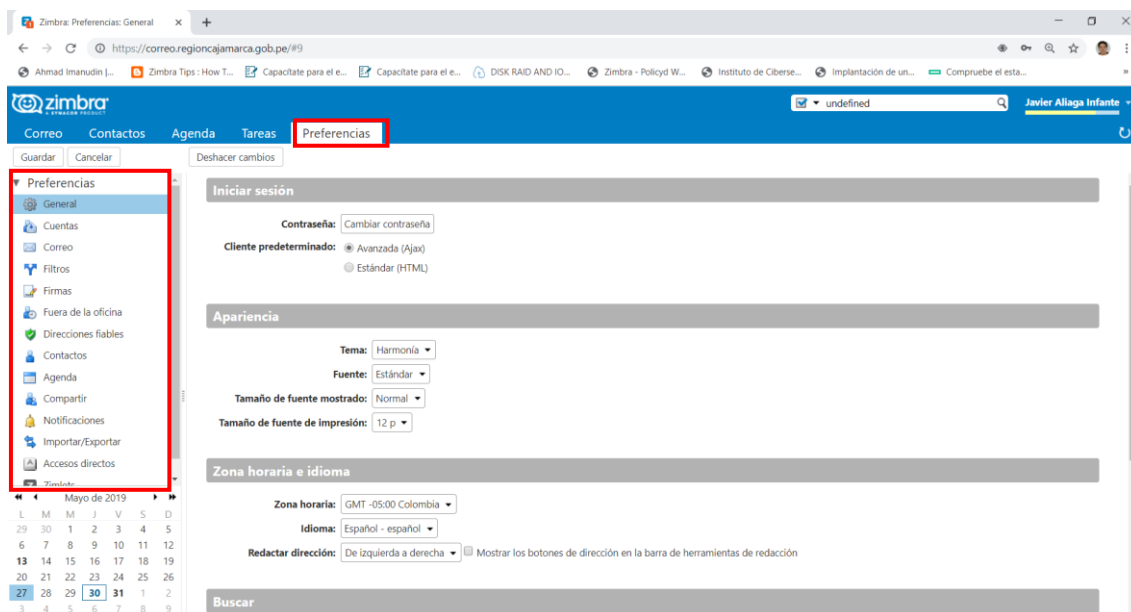 Zimbra: Preferencias: General
https://correo.regioncajamarca.gob.pe/#9
Ahmad Imanudin |... Zimbra Tips : How T... Capacítate para el e... Capacítate para el e... DISK RAID AND IO... Zimbra - Policyd W... Instituto de Ciberse... Implantación de un... Compruebe el esta... »
zimbra undefined Javier Aliaga Infante
A SYNACOR PRODUCT
Correo Contactos Agenda Tareas Preferencias
Guardar Cancelar Deshacer cambios
Preferencias
General
Cuentas
Correo
Filtros
Firmas
Fuera de la oficina
Direcciones fiables
Contactos
Agenda
Compartir
Notificaciones
Importar/Exportar
Accesos directos
Zimlets
Mayo de 2019
L M M J V S D
29 30 1 2 3 4 5
6 7 8 9 10 11 12
13 14 15 16 17 18 19
20 21 22 23 24 25 26
27 28 29 30 31 1 2
3 4 5 6 7 8 9
Iniciar sesión
Contraseña: Cambiar contraseña
Cliente predeterminado: Avanzada (Ajax)
Estándar (HTML)
Apariencia
Tema: Harmonía
Fuente: Estándar
Tamaño de fuente mostrado: Normal
Tamaño de fuente de impresión: 12 p
Zona horaria e idioma
Zona horaria: GMT -05:00 Colombia
Idioma: Español - español
Redactar dirección: De izquierda a derecha Mostrar los botones de dirección en la barra de herramientas de redacción
Buscar